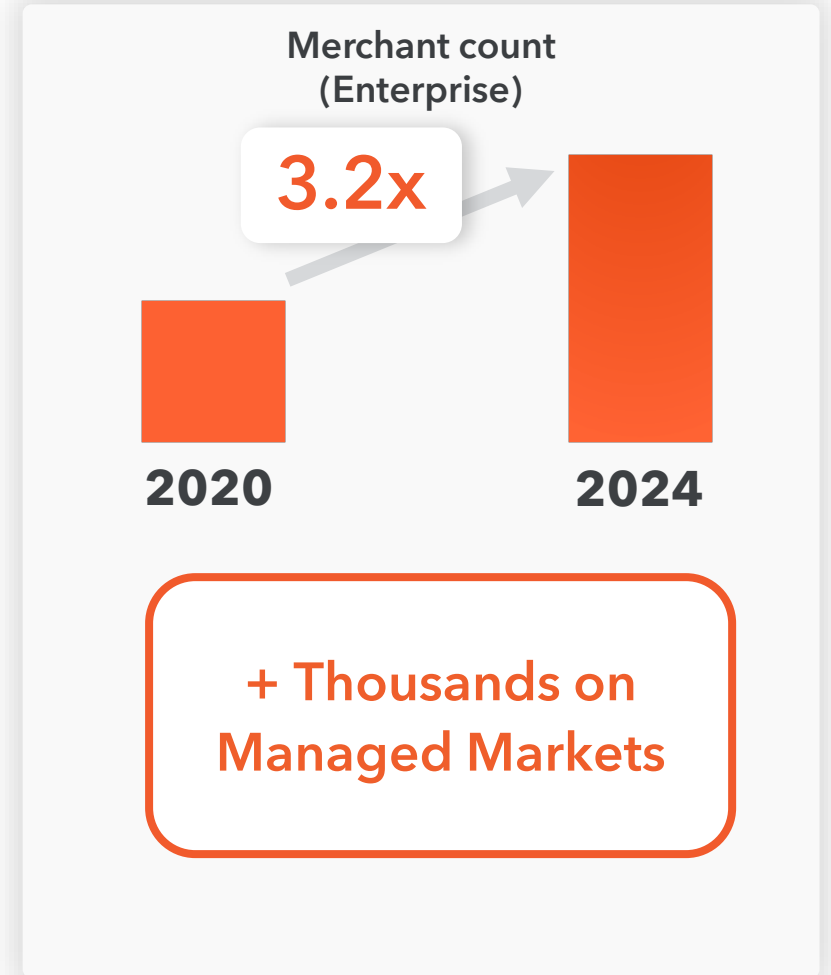 Merchant count
(Enterprise)
3.2x
2020
2024
+ Thousands on
Managed Markets